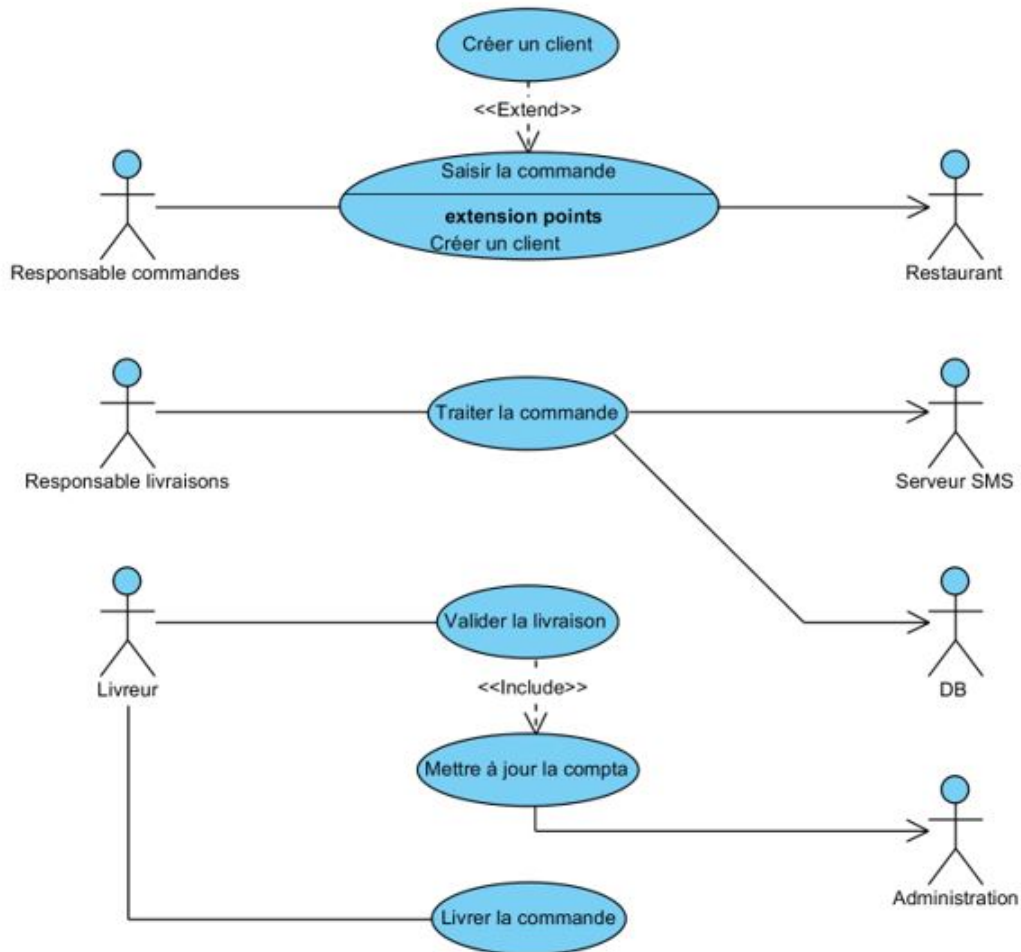 Créer un client
<<Extend>>
Saisir la commande
extension points
Créer un client
Responsable commandes
Restaurant
Traiter la commande
Responsable livraisons
Serveur SMS
Valider la livraison
<<Include>>
Livreur
DB
Mettre à jour la compta
Administration
Livrer la commande